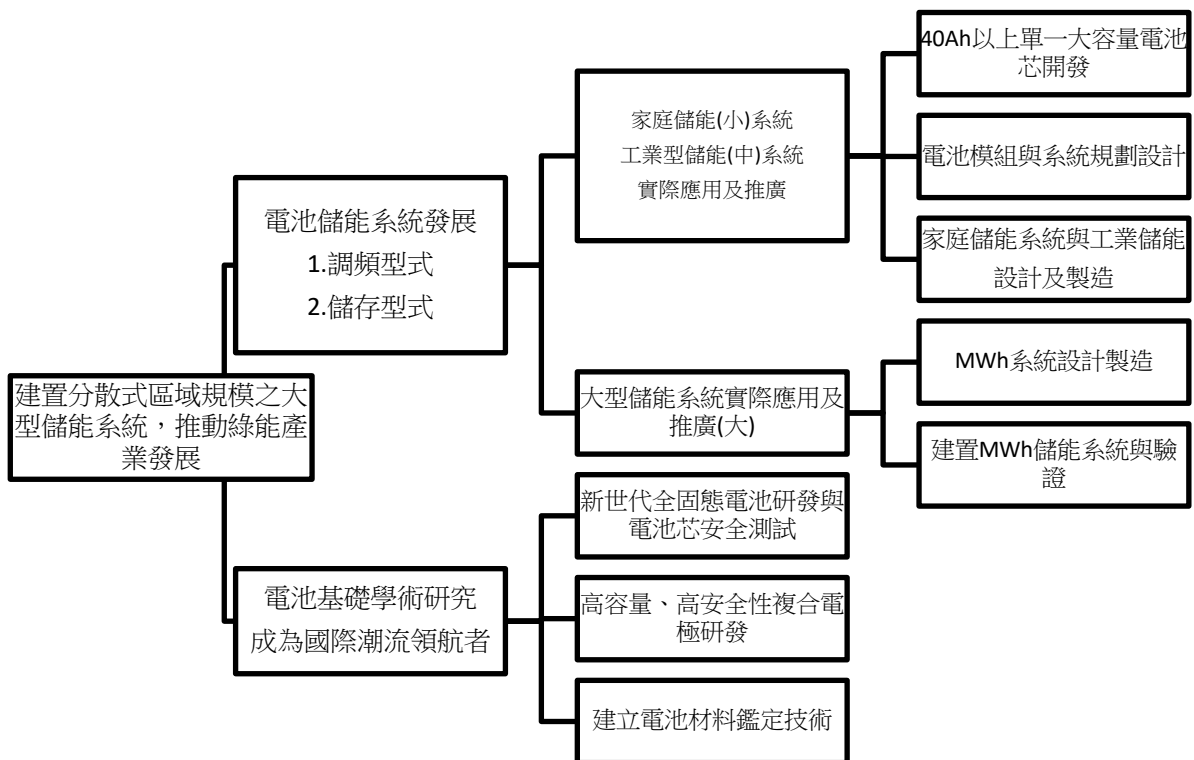 建置分散式區域規模之大
型儲能系統，推動綠能產
業發展
電池儲能系統發展
1.調頻型式
2.儲存型式
家庭儲能(小)系統
工業型儲能(中)系統
實際應用及推廣
40Ah以上單一大容量電池
芯開發
電池模組與系統規劃設計
家庭儲能系統與工業儲能
設計及製造
大型儲能系統實際應用及
推廣(大)
MWh系統設計製造
建置MWh儲能系統與驗
證
電池基礎學術研究
成為國際潮流領航者
新世代全固態電池研發與
電池芯安全測試
高容量、高安全性複合電
極研發
建立電池材料鑑定技術